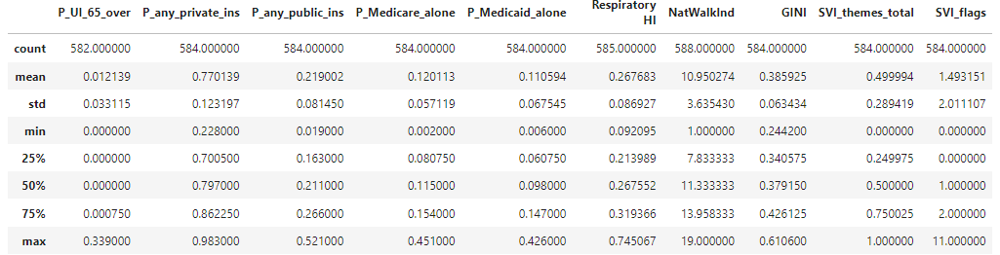 P_UI_65_over P_any_private_ins P_any_public_ins P_Medicare_alone P_Medicaid_alone Respiratory HI NatWalkInd GINI SVI_themes_total SVI_flags
count 582.000000 584.000000 584.000000 584.000000 584.000000 585.000000 588.000000 584.000000 584.000000 584.000000
mean 0.012139 0.770139 0.219002 0.120113 0.110594 0.267683 10.950274 0.385925 0.499994 1.493151
std 0.033115 0.123197 0.081450 0.057119 0.067545 0.086927 3.635430 0.063434 0.289419 2.011107
min 0.000000 0.228000 0.019000 0.002000 0.006000 0.092095 1.000000 0.244200 0.000000 0.000000
25% 0.000000 0.700500 0.163000 0.080750 0.060750 0.213989 7.833333 0.340575 0.249975 0.000000
50% 0.000000 0.797000 0.211000 0.115000 0.098000 0.267552 11.333333 0.379150 0.500000 1.000000
75% 0.000750 0.862250 0.266000 0.154000 0.147000 0.319366 13.958333 0.426125 0.750025 2.000000
max 0.339000 0.983000 0.521000 0.451000 0.426000 0.745067 19.000000 0.610600 1.000000 11.000000